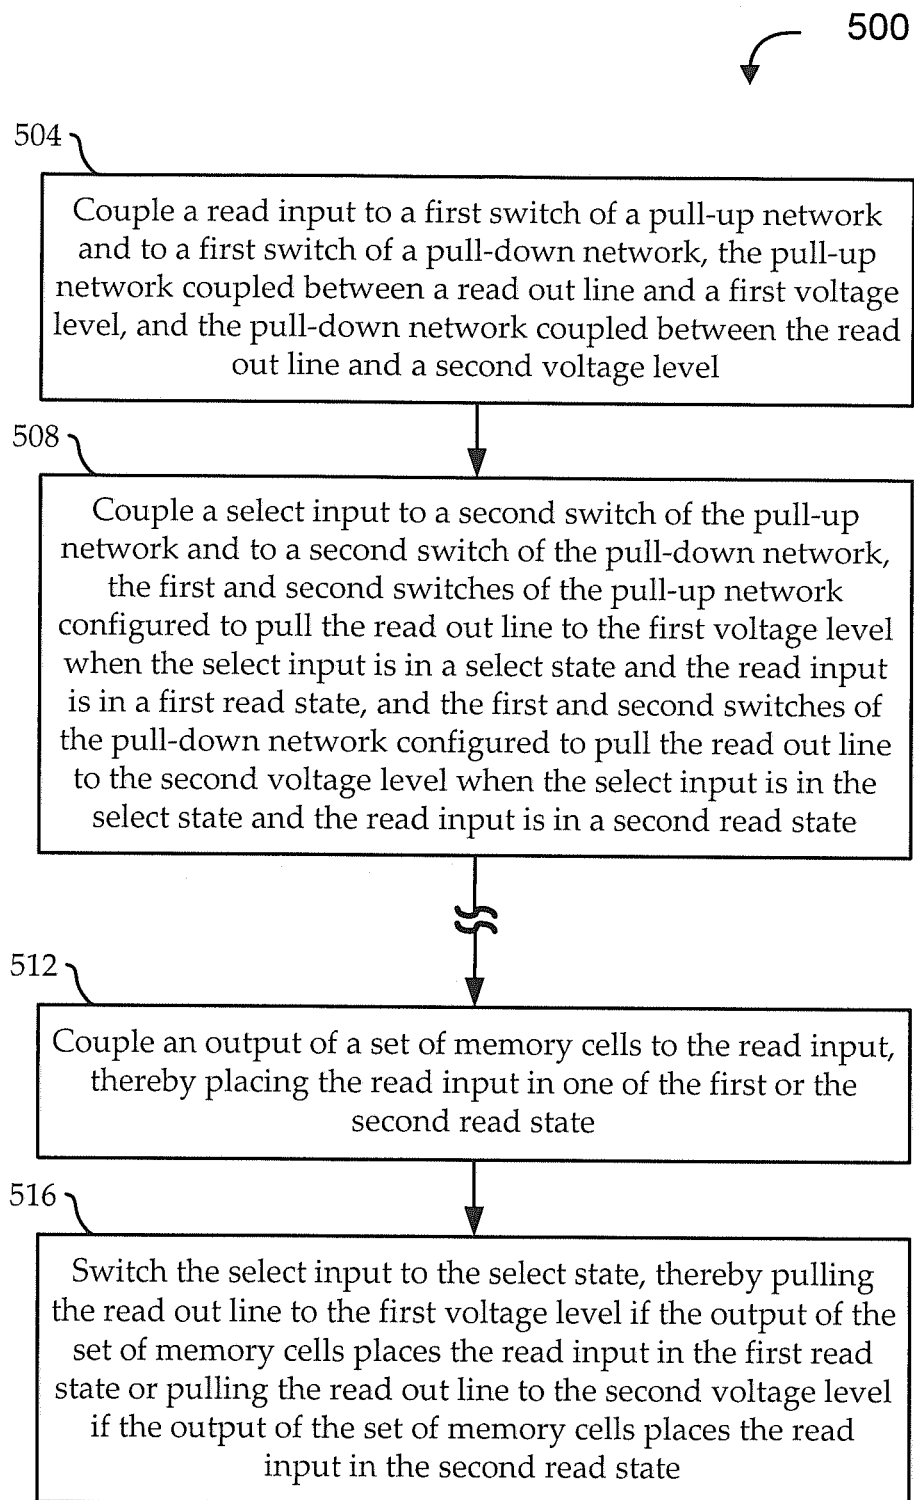 500
504
Couple a read input to a first switch of a pull-up network
and to a first switch of a pull-down network, the pull-up
network coupled between a read out line and a first voltage
level, and the pull-down network coupled between the read
out line and a second voltage level
508
Couple a select input to a second switch of the pull-up
network and to a second switch of the pull-down network,
the first and second switches of the pull-up network
configured to pull the read out line to the first voltage level
when the select input is in a select state and the read input
is in a first read state, and the first and second switches of
the pull-down network configured to pull the read out line
to the second voltage level when the select input is in the
select state and the read input is in a second read state
512
Couple an output of a set of memory cells to the read input,
thereby placing the read input in one of the first or the
second read state
516
Switch the select input to the select state, thereby pulling
the read out line to the first voltage level if the output of the
set of memory cells places the read input in the first read
state or pulling the read out line to the second voltage level
if the output of the set of memory cells places the read
input in the second read state